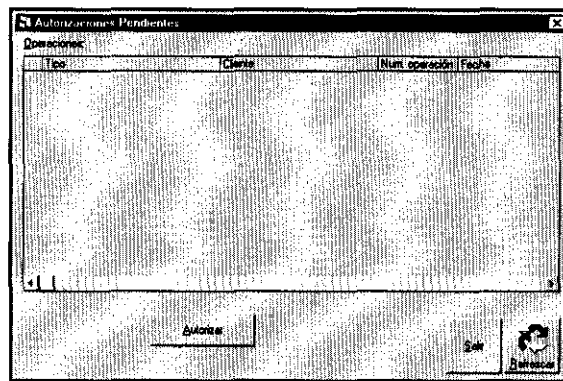 Autorizaciones Pendientes
Operaciones:
Tipo Cliente Num. operación Fecha
Autorizar
Salir
Refrescar